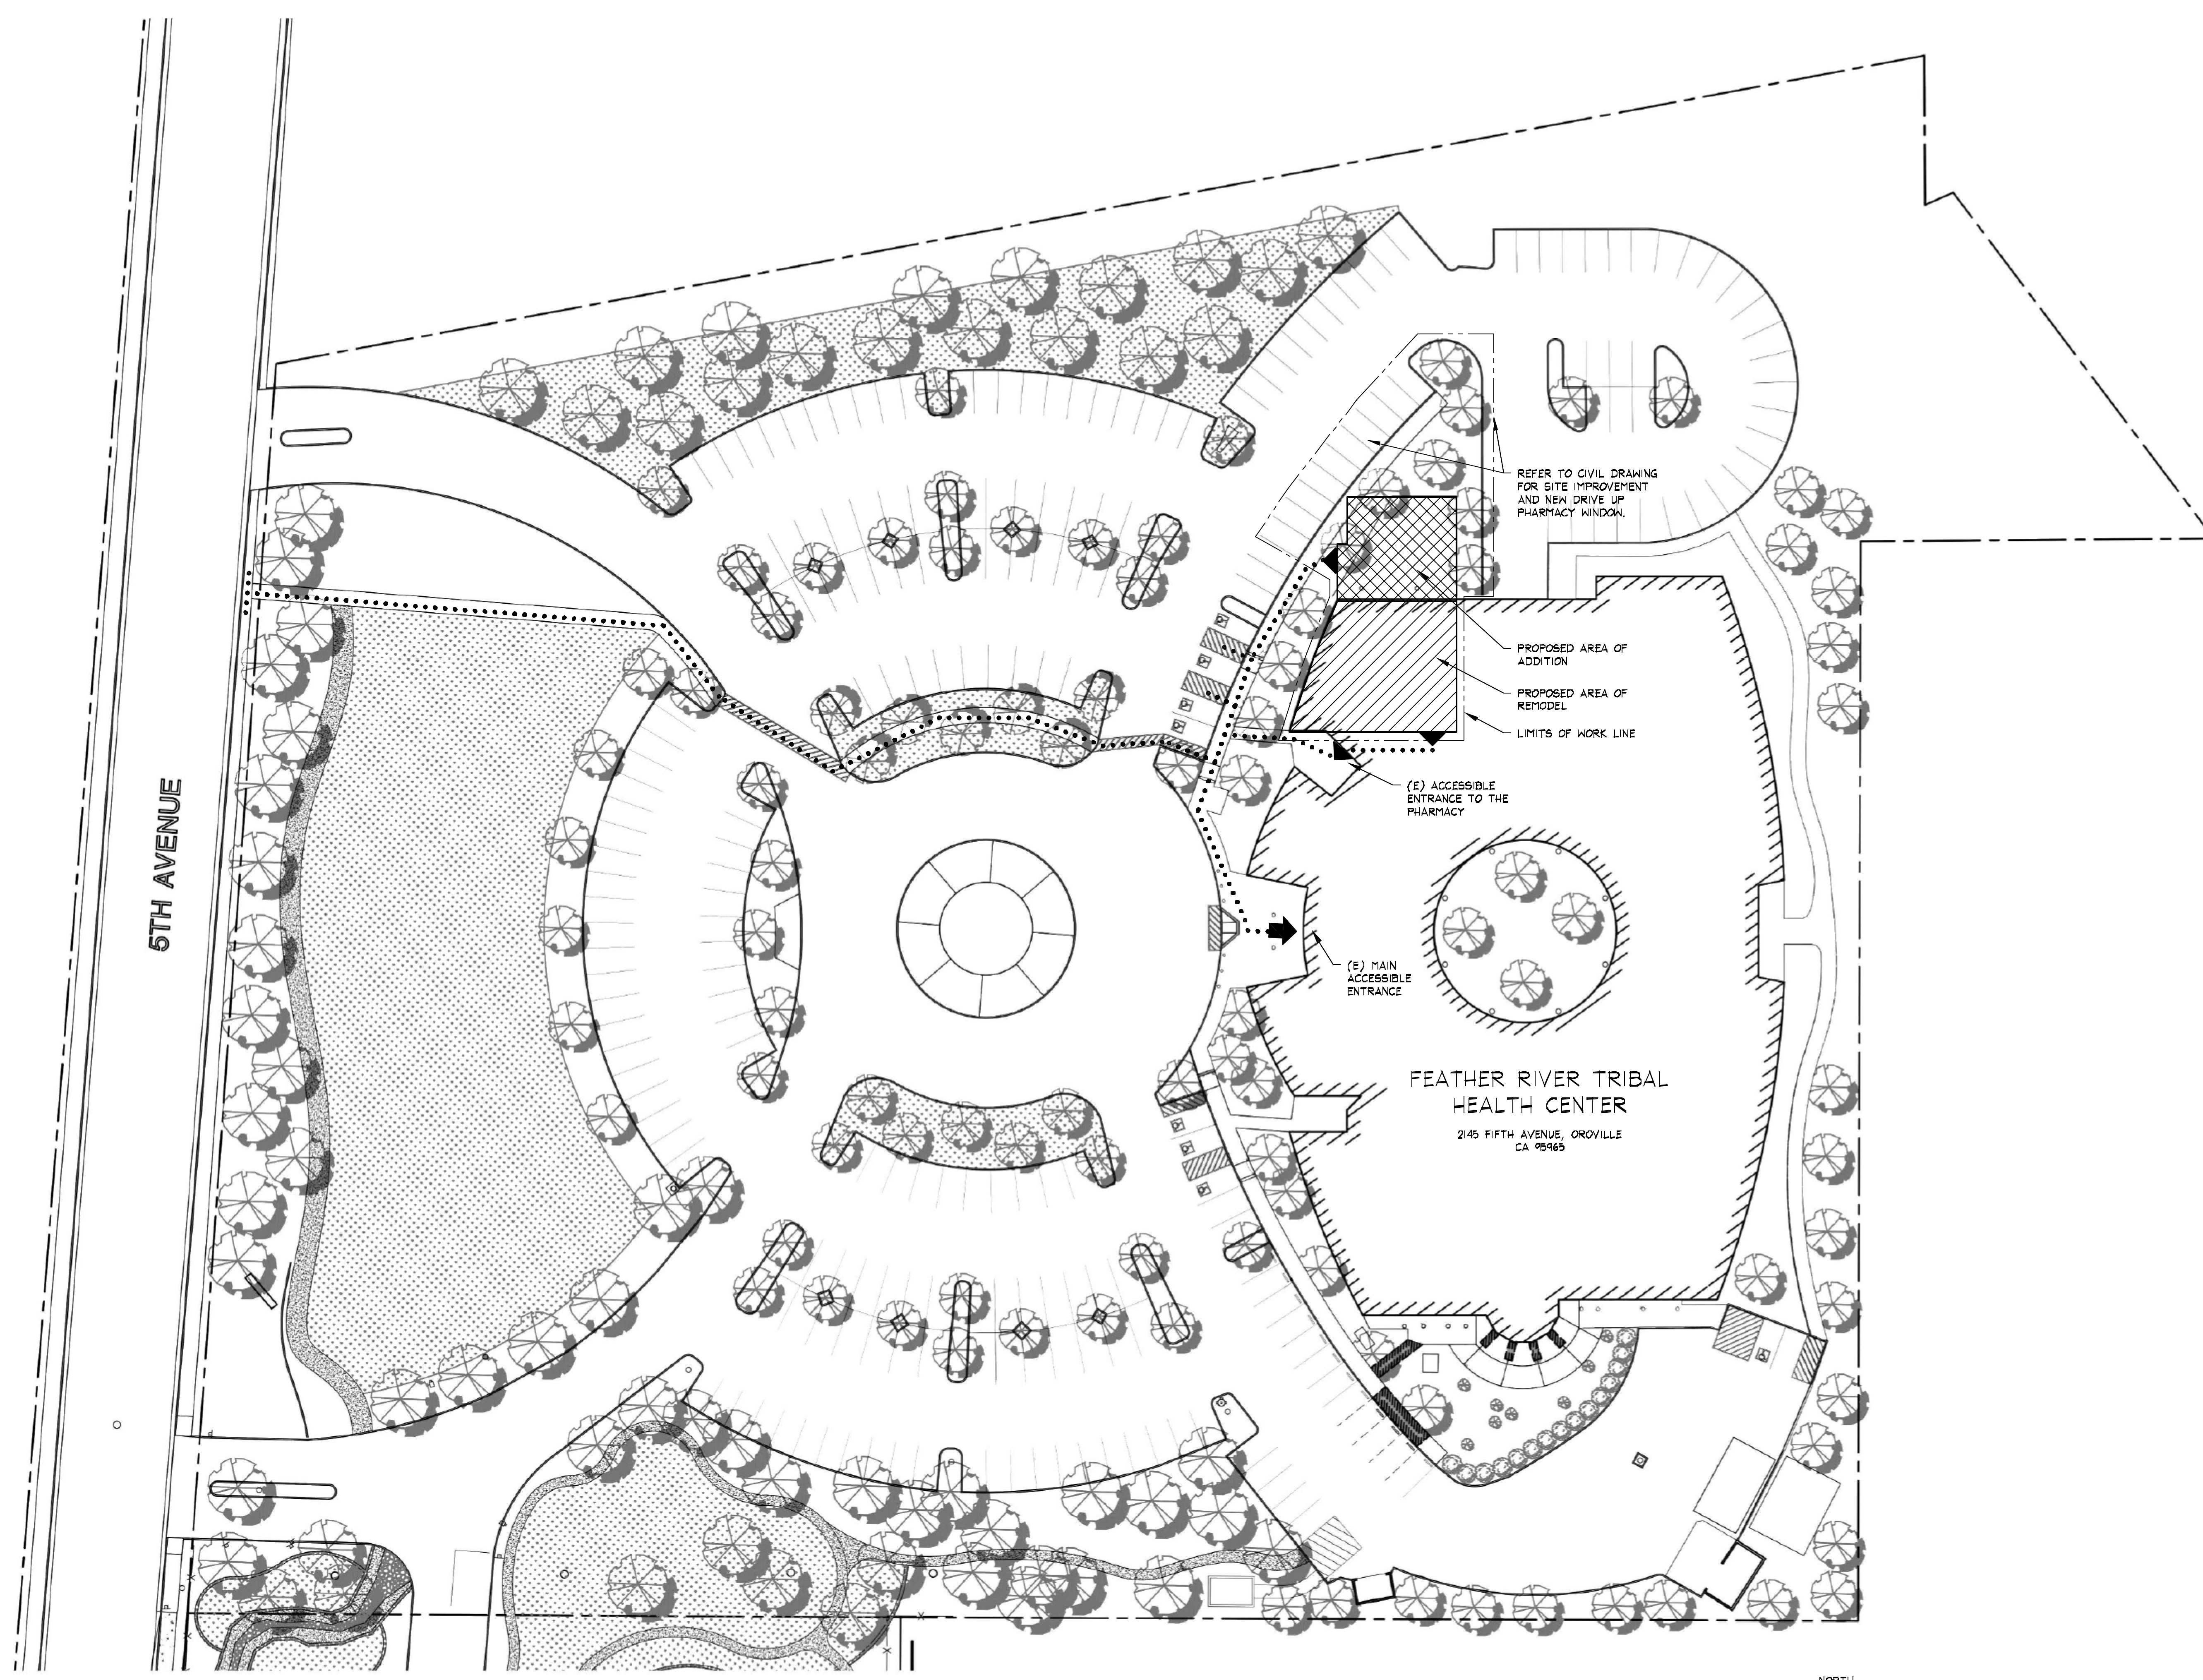 REFER TO CIVIL DRAWING
FOR SITE IMPROVEMENT
AND NEW DRIVE UP
PHARMACY WINDOW.
PROPOSED AREA OF
ADDITION
PROPOSED AREA OF
REMODEL
LIMITS OF WORK LINE
(E) ACCESSIBLE
ENTRANCE TO THE
PHARMACY
5TH AVENUE
(E) MAIN
ACCESSIBLE
ENTRANCE
FEATHER RIVER TRIBAL
HEALTH CENTER
2145 FIFTH AVENUE, OROVILLE
CA 95965
NORTH